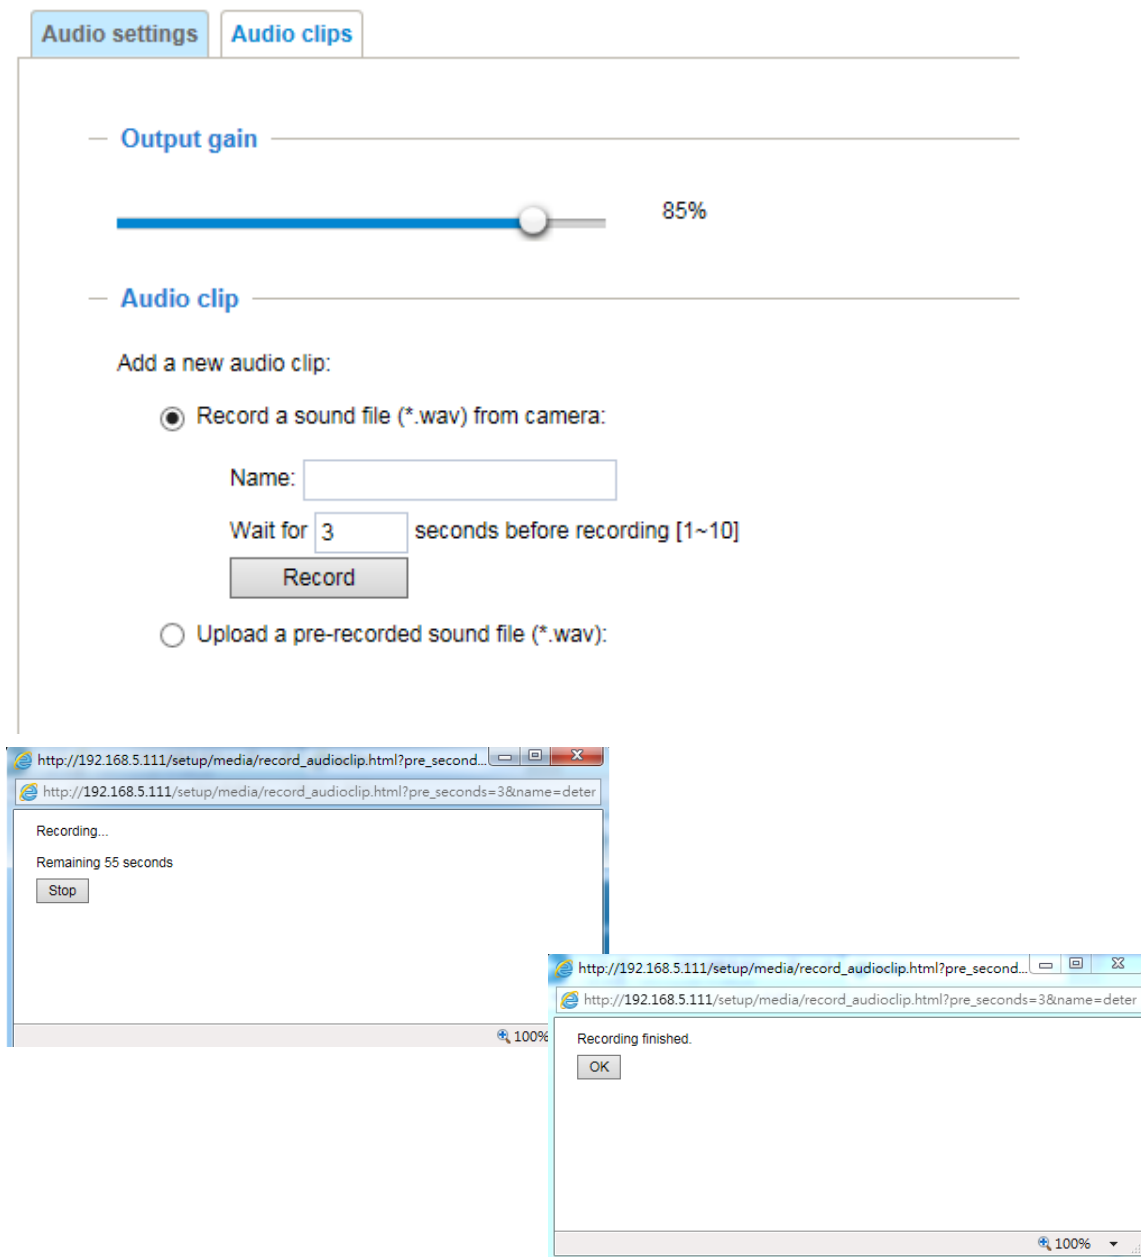 Audio settings Audio clips
Output gain
85%
Audio clip
Add a new audio clip:
Record a sound file (*.wav) from camera:
Name:
Wait for 3 seconds before recording [1~10]
Record
Upload a pre-recorded sound file (*.wav):
http://192.168.5.111/setup/media/record_audioclip.html?pre_second...
http://192.168.5.111/setup/media/record_audioclip.html?pre_seconds=3&name=deter
Recording...
Remaining 55 seconds
Stop
100%
http://192.168.5.111/setup/media/record_audioclip.html?pre_second...
http://192.168.5.111/setup/media/record_audioclip.html?pre_seconds=3&name=deter
Recording finished.
OK
100%